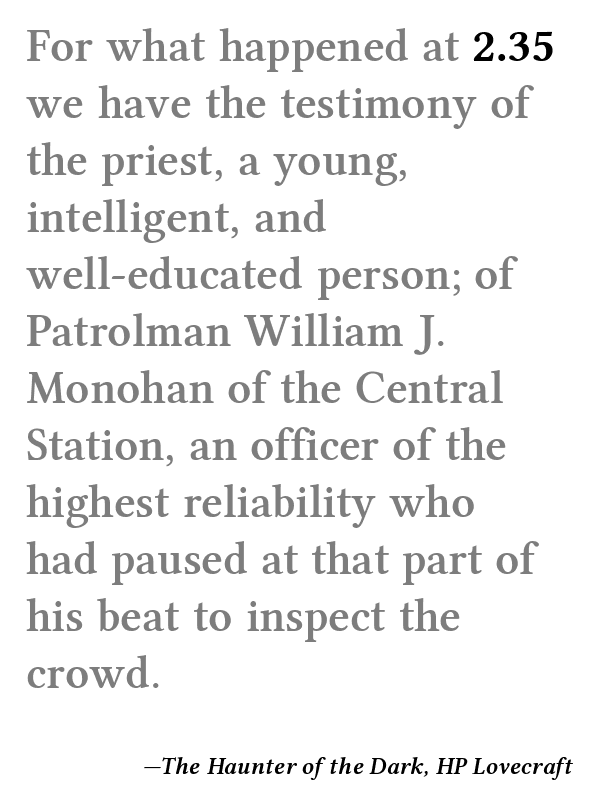 For what happened at 2.35
we have the testimony of
the priest, a young,
intelligent, and
well-educated person; of
Patrolman William J.
Monohan of the Central
Station, an officer of the
highest reliability who
had paused at that part of
his beat to inspect the
crowd.
—The Haunter of the Dark, HP Lovecraft